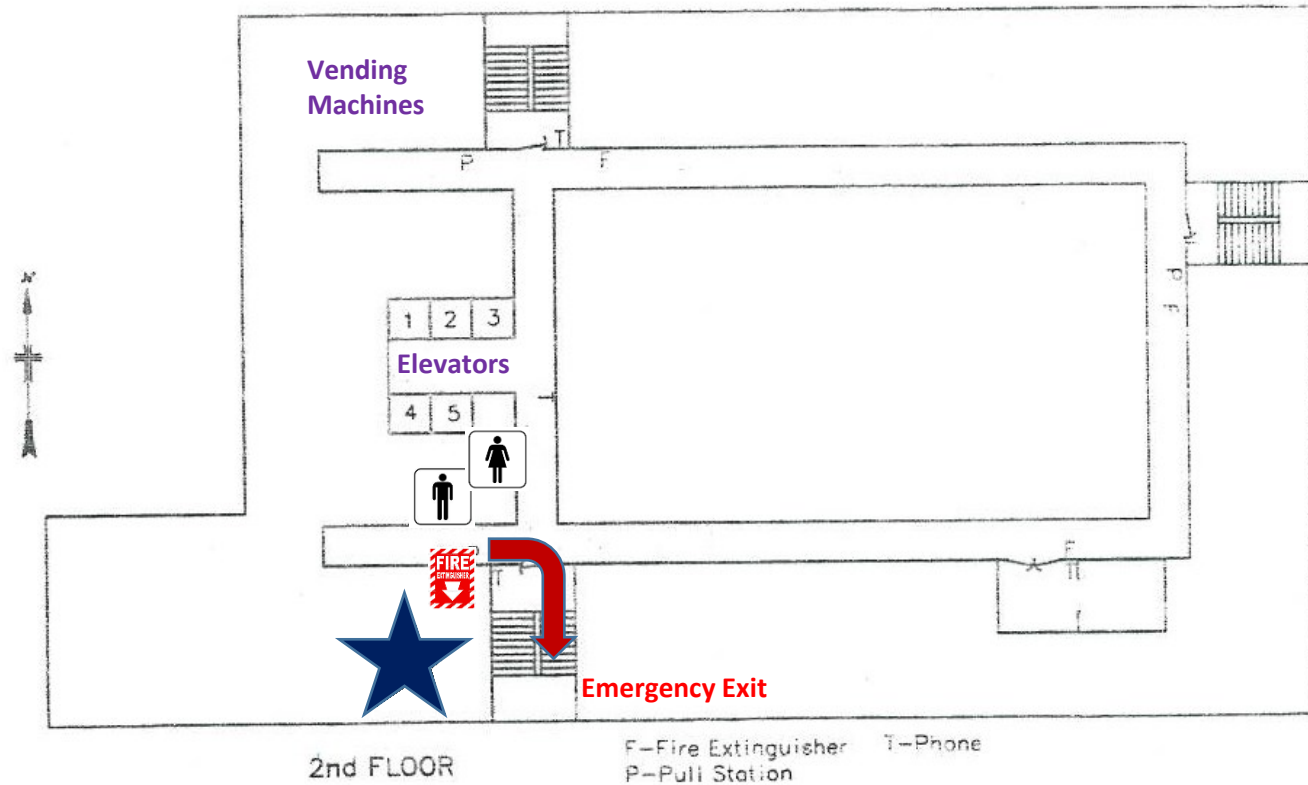 Vending
Machines
T
P
F
N
P
F
1 2 3
Elevators
4 5
T
FIRE
EXTINGUISHER
T
F
Emergency Exit
2nd FLOOR
F-Fire Extinguisher
T-Phone
P-Pull Station